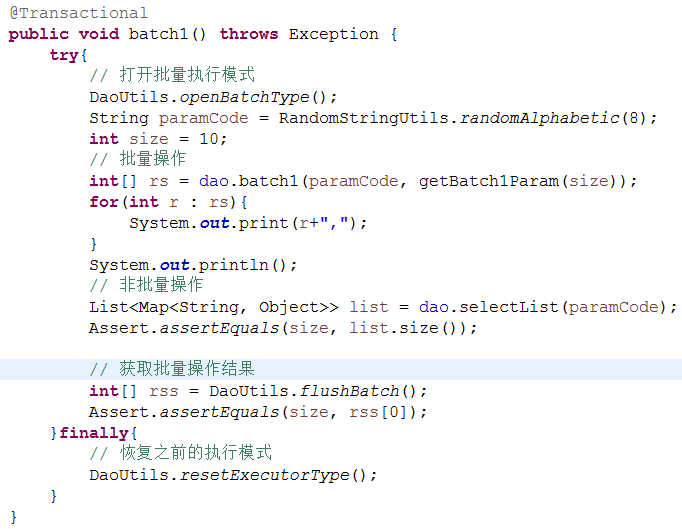 @Transactional
public void batch1() throws Exception {
    try{
        // 打开批量执行模式
        DaoUtils.openBatchType();
        String paramCode = RandomStringUtils.randomAlphabetic(8);
        int size = 10;
        // 批量操作
        int[] rs = dao.batch1(paramCode, getBatch1Param(size));
        for(int r : rs){
            System.out.print(r+",");
        }
        System.out.println();
        // 非批量操作
        List<Map<String, Object>> list = dao.selectList(paramCode);
        Assert.assertEquals(size, list.size());
        // 获取批量操作结果
        int[] rss = DaoUtils.flushBatch();
        Assert.assertEquals(size, rss[0]);
    }finally{
        // 恢复之前的执行模式
        DaoUtils.resetExecutorType();
    }
}